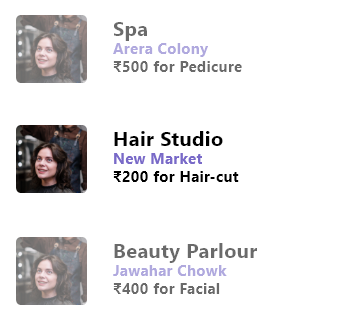 Spa
Arera Colony
₹500 for Pedicure
Hair Studio
New Market
₹200 for Hair-cut
Beauty Parlour
Jawahar Chowk
₹400 for Facial